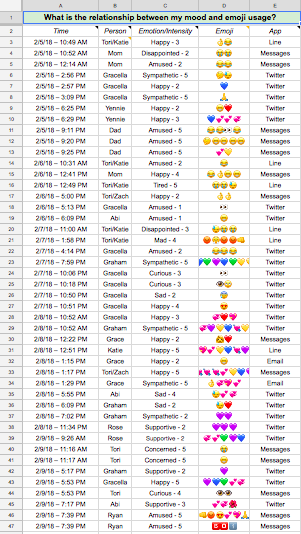 A B C D E
1 What is the relationship between my mood and emoji usage?
2 Time Person Emotion/Intensity Emoji App
3 2/5/18 – 10:49 AM Tori/Katie Happy - 3 Line
4 2/5/18 – 10:52 AM Mom Disappointed - 2 Messages
5 2/5/18 – 12:14 AM Mom Amused - 2 Messages
6 2/5/18 – 2:56 PM Gracella Sympathetic - 5 Twitter
7 2/5/18 – 2:57 PM Gracella Happy - 2 Twitter
8 2/5/18 – 3:09 PM Gracella Sympathetic - 5 Twitter
9 2/5/18 – 6:25 PM Yennie Happy - 2 Twitter
10 2/5/18 – 6:29 PM Yennie Happy - 3 Twitter
11 2/5/18 – 9:11 PM Dad Amused - 5 Messages
12 2/5/18 – 9:20 PM Dad Amused - 5 Messages
13 2/5/18 – 9:25 PM Dad Amused - 5 Messages
14 2/6/18 – 10:31 AM Tori/Katie Amused - 2 Line
15 2/6/18 – 12:41 PM Mom Happy - 4 Messages
16 2/6/18 – 12:49 PM Tori/Katie Tired - 5 Line
17 2/6/18 – 5:00 PM Tori/Zach Happy - 2 Messages
18 2/6/18 – 5:13 PM Gracella Amused - 1 Twitter
19 2/6/18 – 6:09 PM Abi Amused - 1 Twitter
20 2/7/18 – 11:00 AM Tori/Katie Disappointed - 3 Line
21 2/7/18 – 1:58 PM Tori/Katie Mad - 4 Line
22 2/7/18 – 4:14 PM Gracella Amused - 2 Twitter
23 2/7/18 – 7:59 PM Graham Sympathetic - 5 Twitter
24 2/7/18 – 10:06 PM Gracella Curious - 3 Twitter
25 2/7/18 – 10:18 PM Gracella Curious - 3 Twitter
26 2/7/18 – 10:50 PM Gracella Sad - 2 Twitter
27 2/7/18 – 10:51 PM Gracella Happy - 4 Twitter
28 2/8/18 – 10:52 AM Gracella Happy - 3 Twitter
29 2/8/18 – 10:52 AM Graham Sympathetic - 5 Twitter
30 2/8/18 – 12:22 PM Grace Happy - 2 Messages
31 2/8/18 – 12:51 PM Katie Happy - 5 Line
32 2/8/18 – 1:15 PM Grace Happy - 2 Email
33 2/8/18 – 1:17 PM Tori/Zach Happy - 5 Messages
34 2/8/18 – 1:29 PM Grace Sympathetic - 5 Email
35 2/8/18 – 5:55 PM Abi Sad - 4 Twitter
36 2/8/18 – 6:09 PM Graham Sad - 2 Twitter
37 2/8/18 – 7:02 PM Graham Sympathetic - 2 Twitter
38 2/8/18 – 11:34 PM Rose Supportive - 2 Twitter
39 2/9/18 – 9:26 AM Rose Supportive - 2 Twitter
40 2/9/18 – 11:16 AM Tori Concerned - 5 Messages
41 2/9/18 – 11:17 AM Tori Concerned - 5 Messages
42 2/9/18 – 5:17 PM Graham Supportive - 2 Twitter
43 2/9/18 – 5:53 PM Gracella Happy - 5 Twitter
44 2/9/18 – 5:53 PM Tori Curious - 4 Messages
45 2/9/18 – 7:17 PM Abi Supportive - 2 Twitter
46 2/9/18 – 7:39 PM Ryan Amused - 5 Messages
47 2/9/18 – 7:39 PM Ryan Amused - 5 Messages